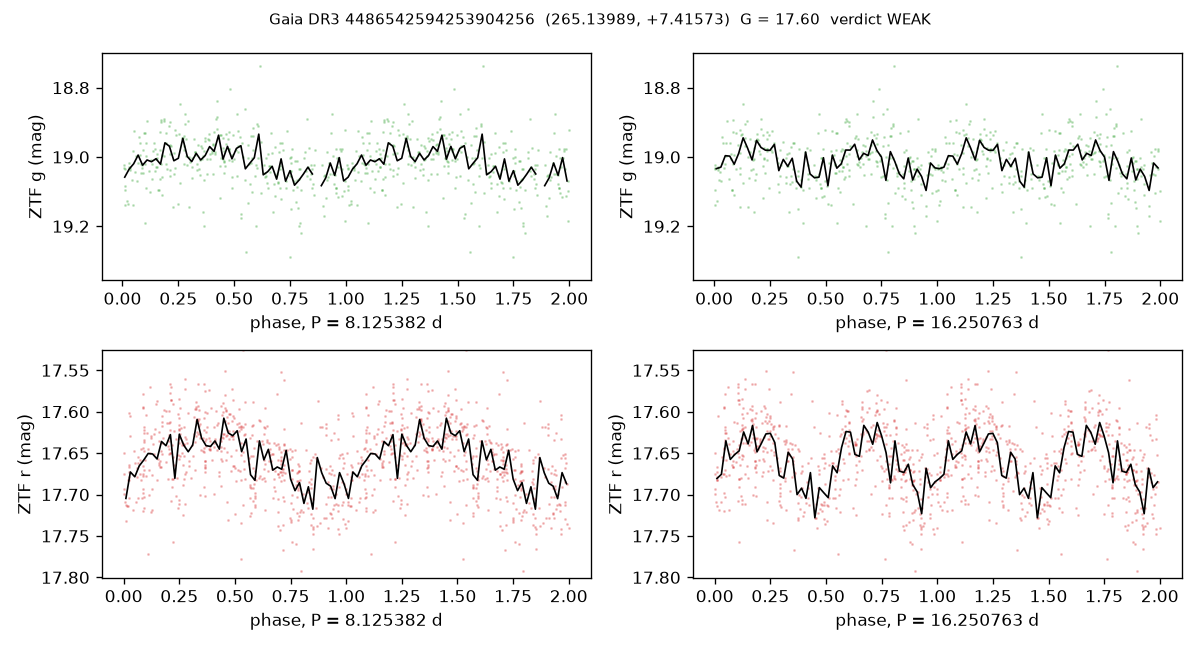 Gaia DR3 4486542594253904256 (265.13989, +7.41573) G = 17.60 verdict WEAK
ZTF g (mag)
18.8
19.0
19.2
0.00 0.25 0.50 0.75 1.00 1.25 1.50 1.75 2.00
phase, P = 8.125382 d
ZTF g (mag)
18.8
19.0
19.2
0.00 0.25 0.50 0.75 1.00 1.25 1.50 1.75 2.00
phase, P = 16.250763 d
ZTF r (mag)
17.55
17.60
17.65
17.70
17.75
17.80
0.00 0.25 0.50 0.75 1.00 1.25 1.50 1.75 2.00
phase, P = 8.125382 d
ZTF r (mag)
17.55
17.60
17.65
17.70
17.75
17.80
0.00 0.25 0.50 0.75 1.00 1.25 1.50 1.75 2.00
phase, P = 16.250763 d